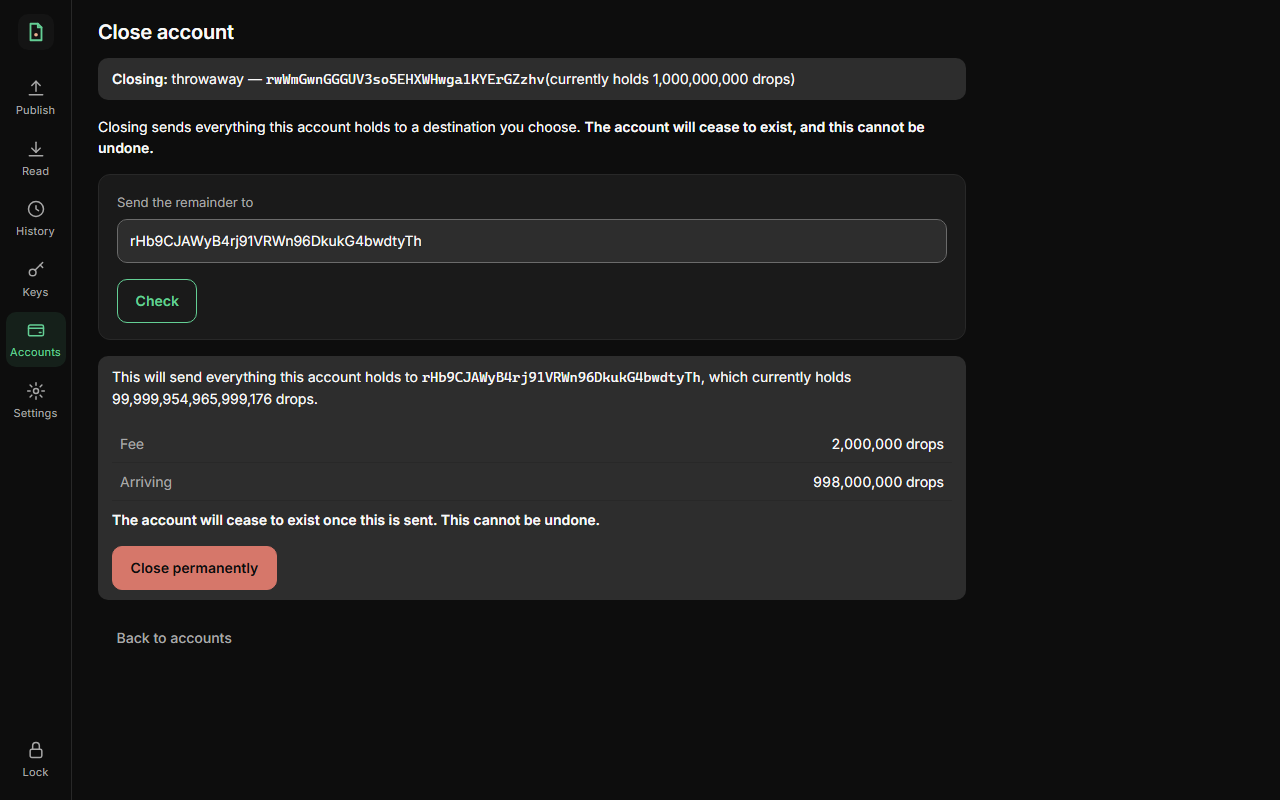 Close account
Closing: throwaway — rwWmGwnGGGUV3so5EHXWHwga1KYErGZzhv(currently holds 1,000,000,000 drops)
Closing sends everything this account holds to a destination you choose. The account will cease to exist, and this cannot be
undone.
Send the remainder to
rHb9CJAWyB4rj91VRWn96DkukG4bwdtyTh
Check
This will send everything this account holds to rHb9CJAWyB4rj91VRWn96DkukG4bwdtyTh, which currently holds
99,999,954,965,999,176 drops.
Fee 2,000,000 drops
Arriving 998,000,000 drops
The account will cease to exist once this is sent. This cannot be undone.
Close permanently
Back to accounts
Publish
Read
History
Keys
Accounts
Settings
Lock